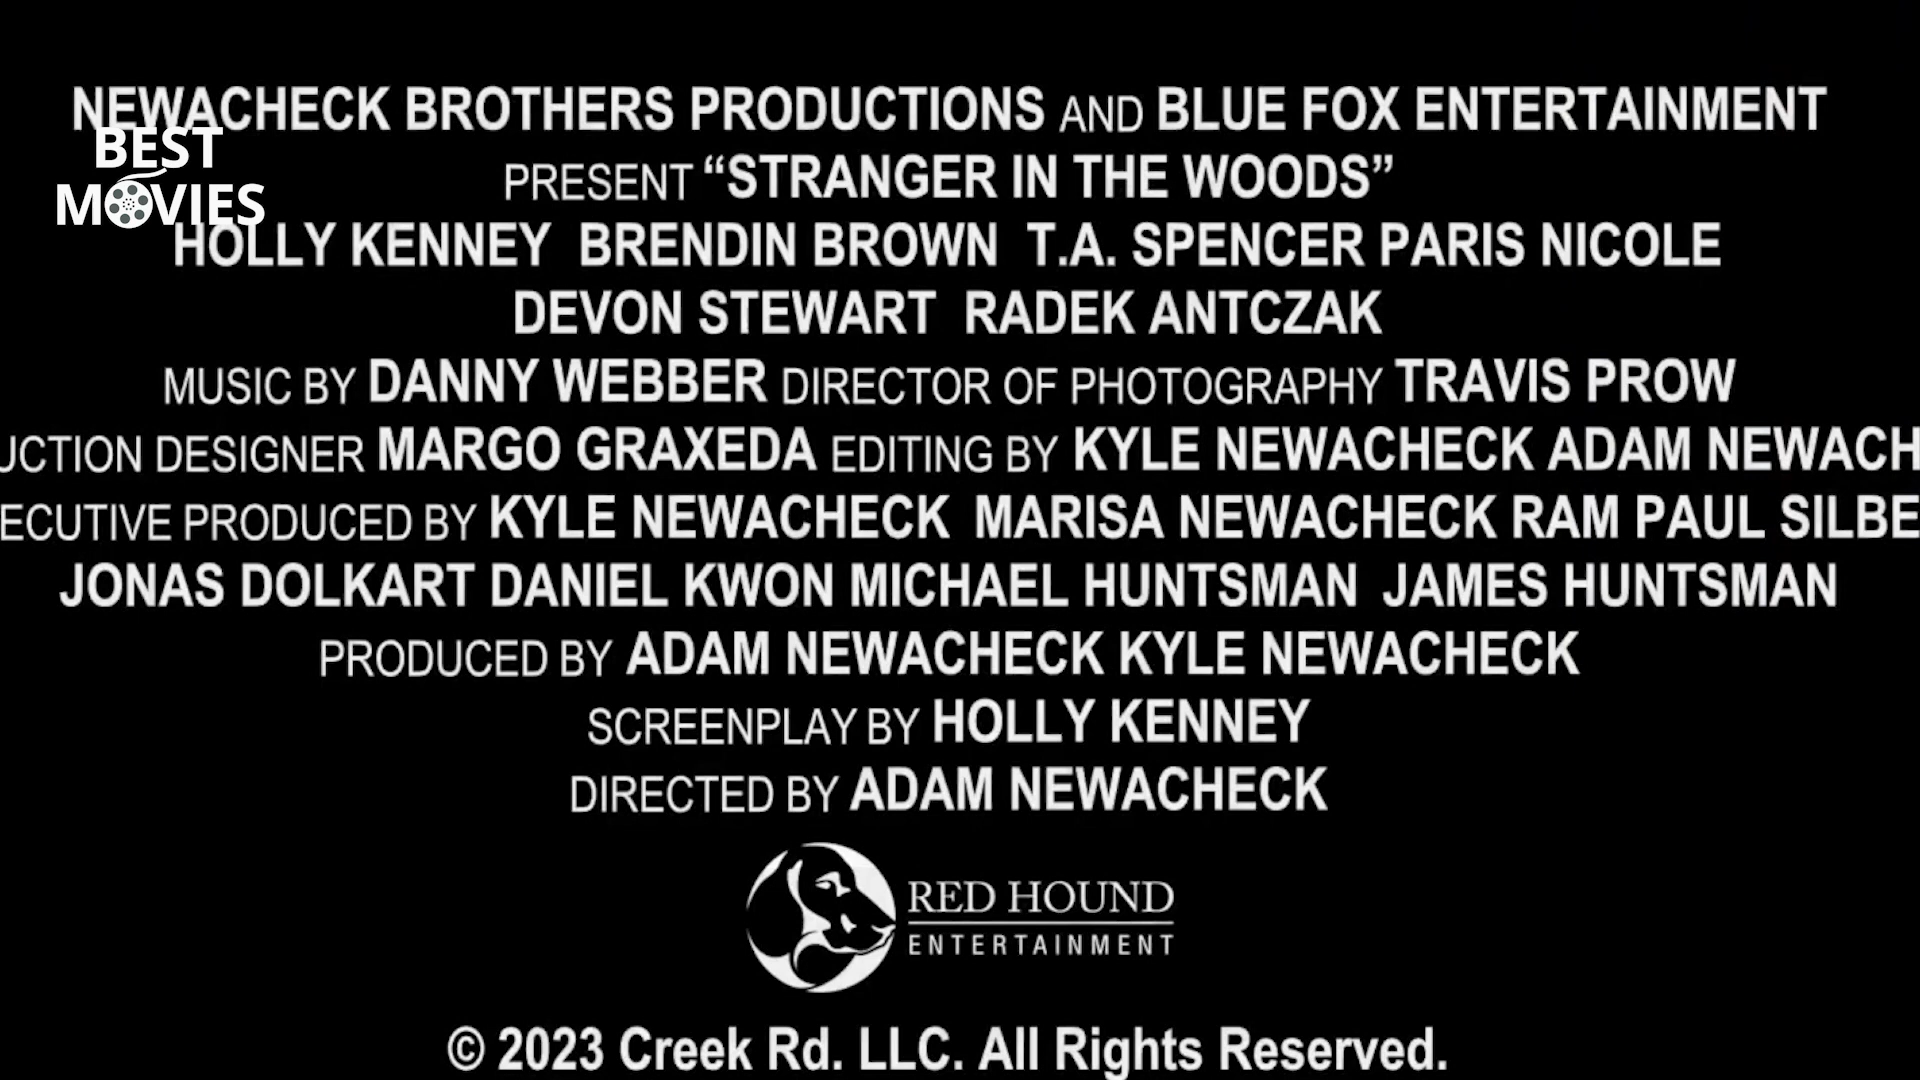 NEWACHECK BROTHERS PRODUCTIONS AND BLUE FOX ENTERTAINMENT
BEST
MOVIES
PRESENT “STRANGER IN THE WOODS”
HOLLY KENNEY BRENDIN BROWN T.A. SPENCER PARIS NICOLE
DEVON STEWART RADEK ANTCZAK
MUSIC BY DANNY WEBBER DIRECTOR OF PHOTOGRAPHY TRAVIS PROW
UCTION DESIGNER MARGO GRAXEDA EDITING BY KYLE NEWACHECK ADAM NEWACH
ECUTIVE PRODUCED BY KYLE NEWACHECK MARISA NEWACHECK RAM PAUL SILBE
JONAS DOLKART DANIEL KWON MICHAEL HUNTSMAN JAMES HUNTSMAN
PRODUCED BY ADAM NEWACHECK KYLE NEWACHECK
SCREENPLAY BY HOLLY KENNEY
DIRECTED BY ADAM NEWACHECK
RED HOUND
ENTERTAINMENT
© 2023 Creek Rd. LLC. All Rights Reserved.